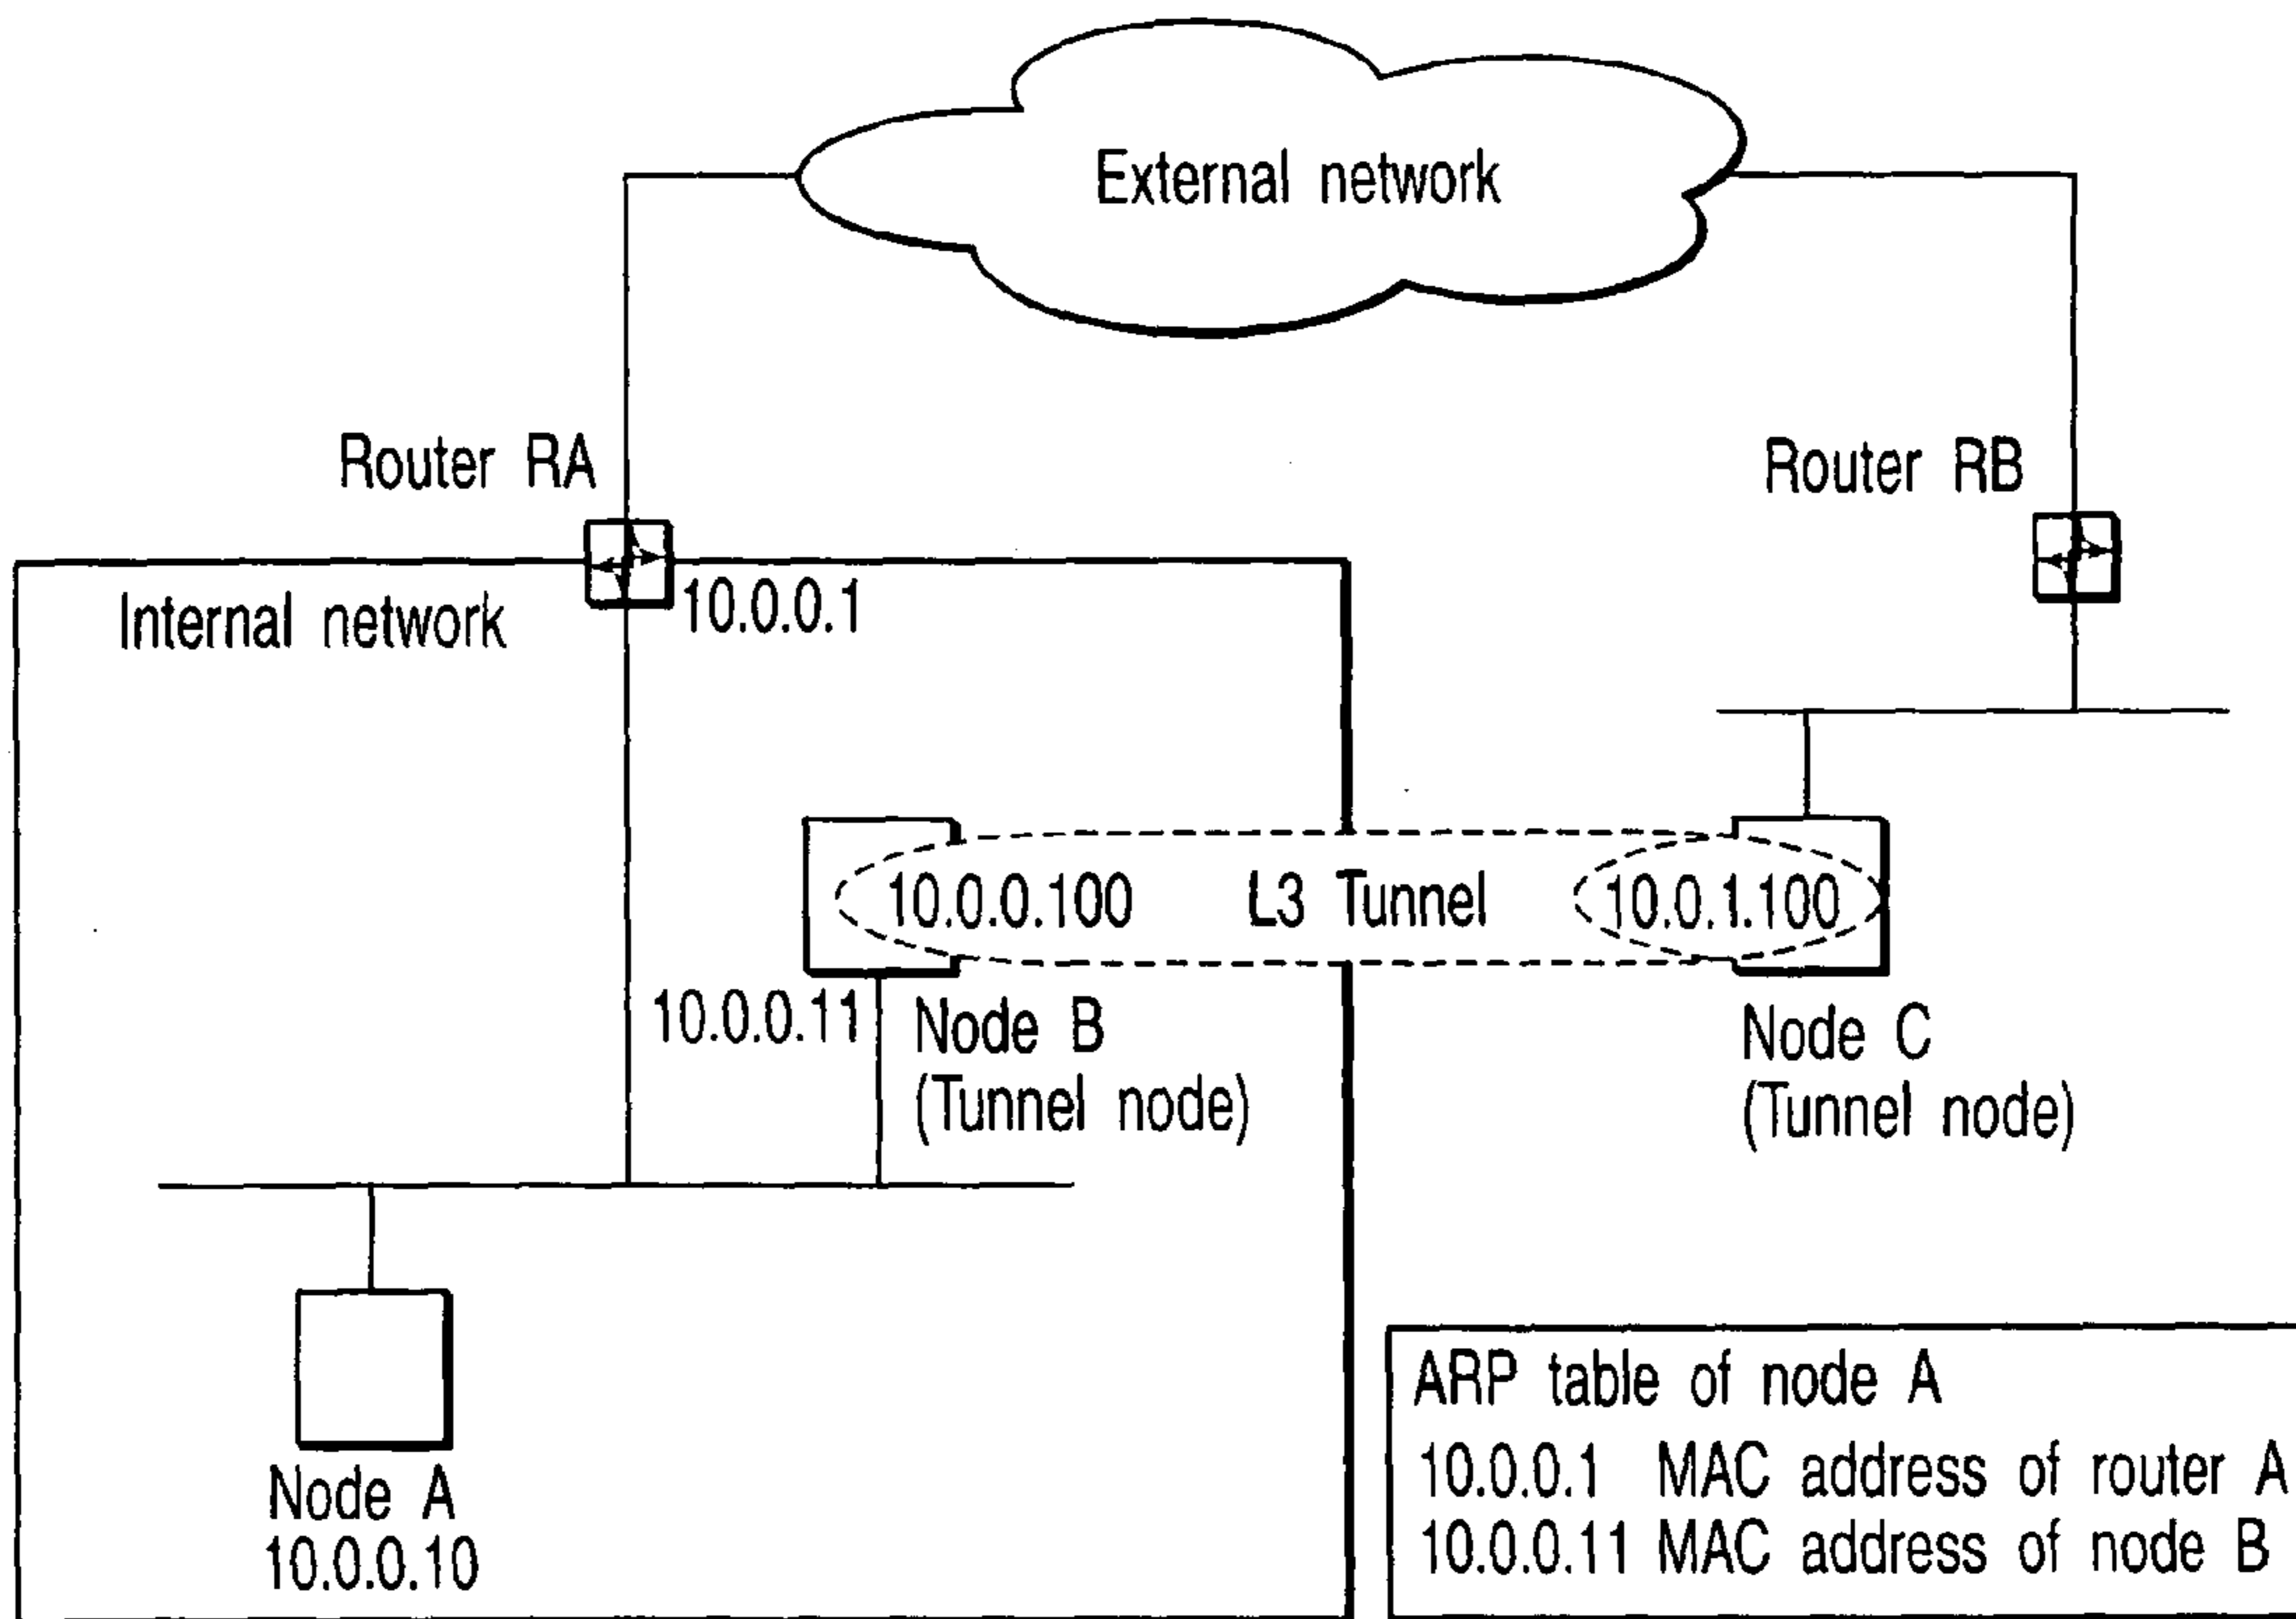 External network
Router RA
Router RB
Internal network
10.0.0.1
10.0.0.100
L3 Tunnel
10.0.1.100
10.0.0.11
Node B
(Tunnel node)
Node C
(Tunnel node)
Node A
10.0.0.10
ARP table of node A
10.0.0.1 MAC address of router A
10.0.0.11 MAC address of node B